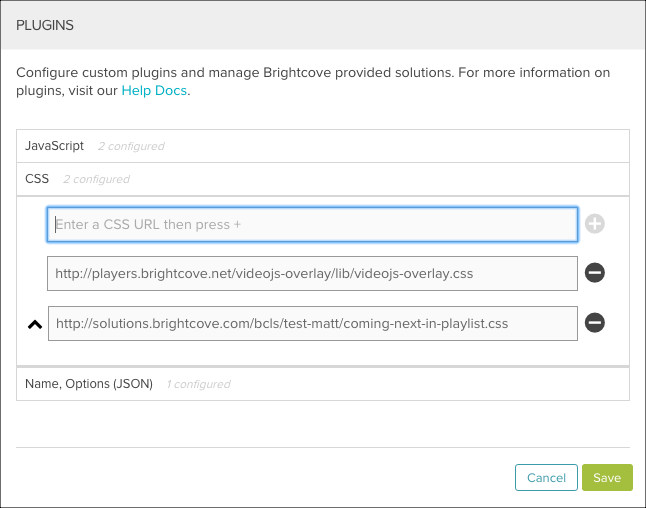 PLUGINS
Configure custom plugins and manage Brightcove provided solutions. For more information on
plugins, visit our Help Docs.
JavaScript 2 configured
CSS 2 configured
Enter a CSS URL then press +
http://players.brightcove.net/videojs-overlay/lib/videojs-overlay.css
http://solutions.brightcove.com/bcls/test-matt/coming-next-in-playlist.css
Name, Options (JSON) 1 configured
Cancel Save